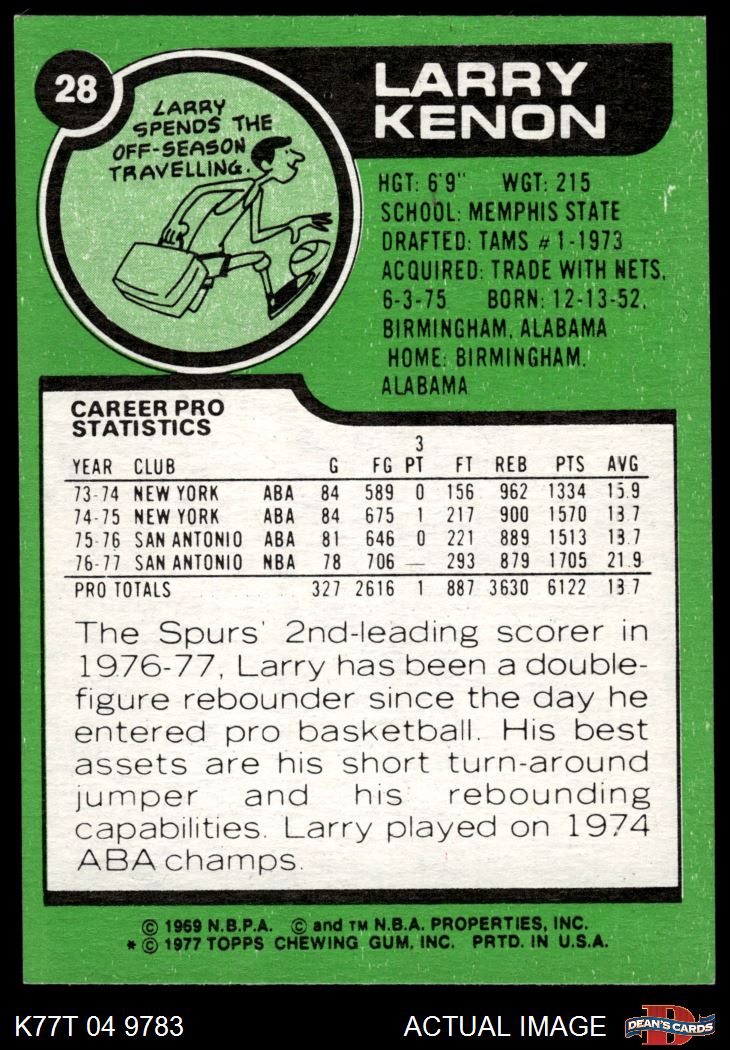 28
LARRY
SPENDS THE
OFF-SEASON
TRAVELLING.
LARRY
KENON
HGT: 6'9" WGT: 215
SCHOOL: MEMPHIS STATE
DRAFTED: TAMS #1-1973
ACQUIRED: TRADE WITH NETS,
6-3-75 BORN: 12-13-52,
BIRMINGHAM, ALABAMA
HOME: BIRMINGHAM,
ALABAMA
CAREER PRO
STATISTICS
3
YEAR CLUB G FG PT FT REB PTS AVG
73-74 NEW YORK ABA 84 589 0 156 962 1334 15.9
74-75 NEW YORK ABA 84 675 1 217 900 1570 18.7
75-76 SAN ANTONIO ABA 81 646 0 221 889 1513 18.7
76-77 SAN ANTONIO NBA 78 706 — 293 879 1705 21.9
PRO TOTALS 327 2616 1 887 3630 6122 18.7
The Spurs' 2nd-leading scorer in
1976-77, Larry has been a double-
figure rebounder since the day he
entered pro basketball. His best
assets are his short turn-around
jumper and his rebounding
capabilities. Larry played on 1974
ABA champs.
© 1969 N.B.P.A. © and TM N.B.A. PROPERTIES, INC.
* © 1977 TOPPS CHEWING GUM, INC. PRTD. IN U.S.A.
K77T 04 9783 ACTUAL IMAGE D DEAN'S CARDS